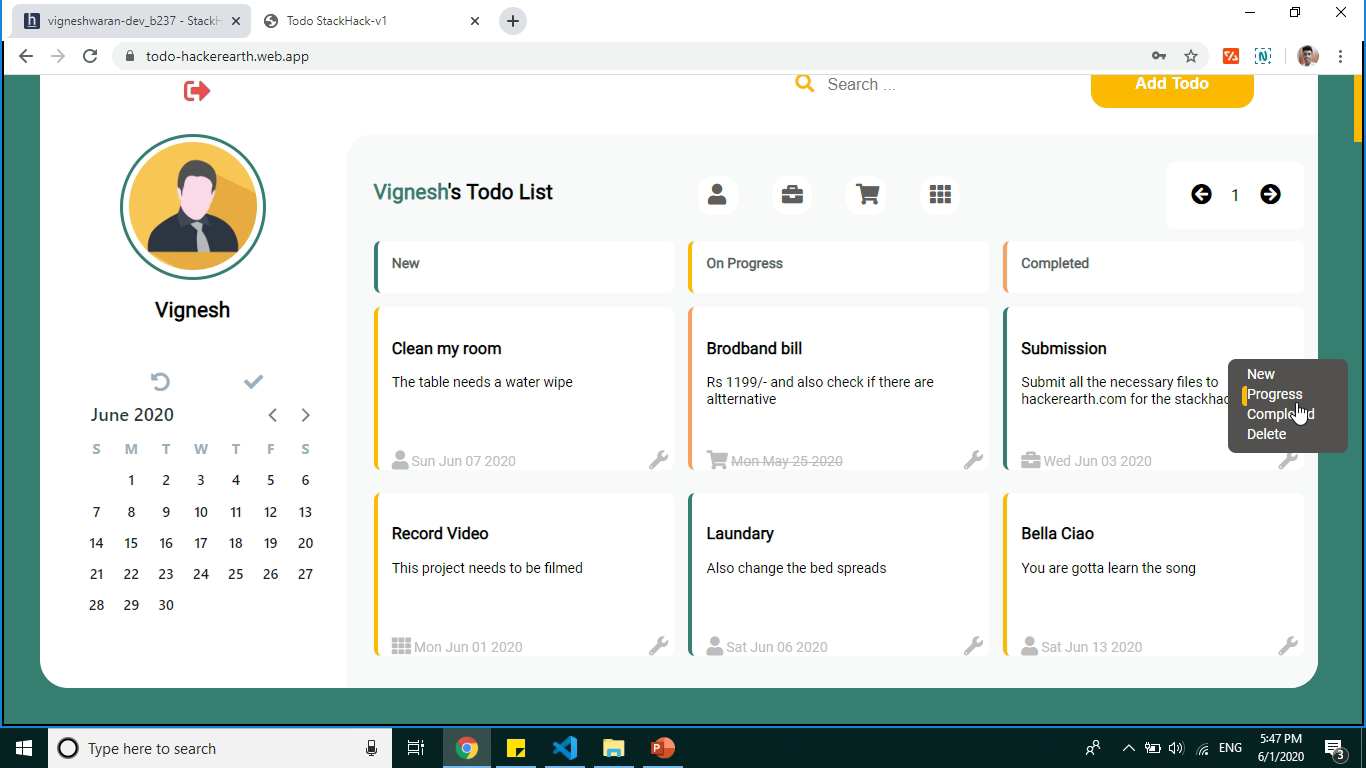 vigneshwaran-dev_b237 - StackH
Todo StackHack-v1
todo-hackerearth.web.app
Search ...
Add Todo
Vignesh's Todo List
1
New
On Progress
Completed
Vignesh
Clean my room
The table needs a water wipe
Sun Jun 07 2020
Brodband bill
Rs 1199/- and also check if there are
altternative
Mon May 25 2020
Submission
Submit all the necessary files to
hackerearth.com for the stackhac
Wed Jun 03 2020
New
Progress
Completed
Delete
June 2020
S M T W T F S
1 2 3 4 5 6
7 8 9 10 11 12 13
14 15 16 17 18 19 20
21 22 23 24 25 26 27
28 29 30
Record Video
This project needs to be filmed
Mon Jun 01 2020
Laundary
Also change the bed spreads
Sat Jun 06 2020
Bella Ciao
You are gotta learn the song
Sat Jun 13 2020
Type here to search
ENG
5:47 PM
6/1/2020
3